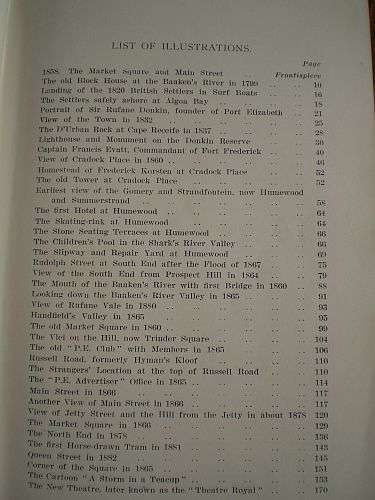 LIST OF ILLUSTRATIONS.
Page
1858. The Market Square and Main Street .. Frontispiece
The old Block House at the Baaken's River in 1799 .. .. 10
Landing of the 1820 British Settlers in Surf Boats .. .. 16
The Settlers safely ashore at Algoa Bay .. .. .. 18
Portrait of Sir Rufane Donkin, founder of Port Elizabeth .. 21
View of the Town in 1832 .. .. .. .. .. 25
The D'Urban Rack at Cape Receife in 1837 .. .. .. 28
Lighthouse and Monument on the Donkin Reserve .. .. 30
Captain Francis Evatt, Commandant of Fort Frederick .. 40
View of Cradock Place in 1860 .. .. .. .. .. 46
Homestead of Frederick Korsten at Cradock Place .. .. 52
The old Tower at Cradock Place .. .. .. .. 52
Earliest view of the Gomery and Strandfontein, now Humewood
and Summerstrand .. .. .. .. .. .. 58
The first Hotel at Humewood .. .. .. .. .. 64
The Skating-rink at Humewood .. .. .. .. .. 64
The Stone Seating Terraces at Humewood .. .. .. 66
The Children's Pool in the Shark's River Valley .. .. 66
The Slipway and Repair Yard at Humewood .. .. .. 69
Rudolph Street at South End after the Flood of 1867 .. .. 75
View of the South End from Prospect Hill in 1864 .. .. 79
The Mouth of the Baaken's River with first Bridge in 1860 .. 88
Looking down the Baaken's River Valley in 1865 .. .. 91
View of Rufane Vale in 1880 .. .. .. .. .. 93
Handfield's Valley in 1865 .. .. .. .. .. 95
The old Market Square in 1860 .. .. .. .. .. 99
The Vlei on the Hill, now Trinder Square .. .. .. 104
The old "P.E. Club" with Members in 1865 .. .. .. 106
Russell Road, formerly Hyman's Kloof .. .. .. .. 110
The Strangers' Location at the top of Russell Road .. .. 110
The "P.E. Advertiser" Office in 1865 .. .. .. .. 114
Main Street in 1866 .. .. .. .. .. .. 117
Another View of Main Street in 1866 .. .. .. .. 117
View of Jetty Street and the Hill from the Jetty in about 1878 120
The Market Square in 1866 .. .. .. .. .. 129
The North End in 1878 .. .. .. .. .. .. 136
The first Horse-drawn Tram in 1881 .. .. .. .. 143
Queen Street in 1882 .. .. .. .. .. .. 145
Corner of the Square in 1865 .. .. .. .. .. 151
The Cartoon "A Storm in a Teacup" .. .. .. .. 153
The New Theatre, later known as the "Theatre Royal" .. .. 170